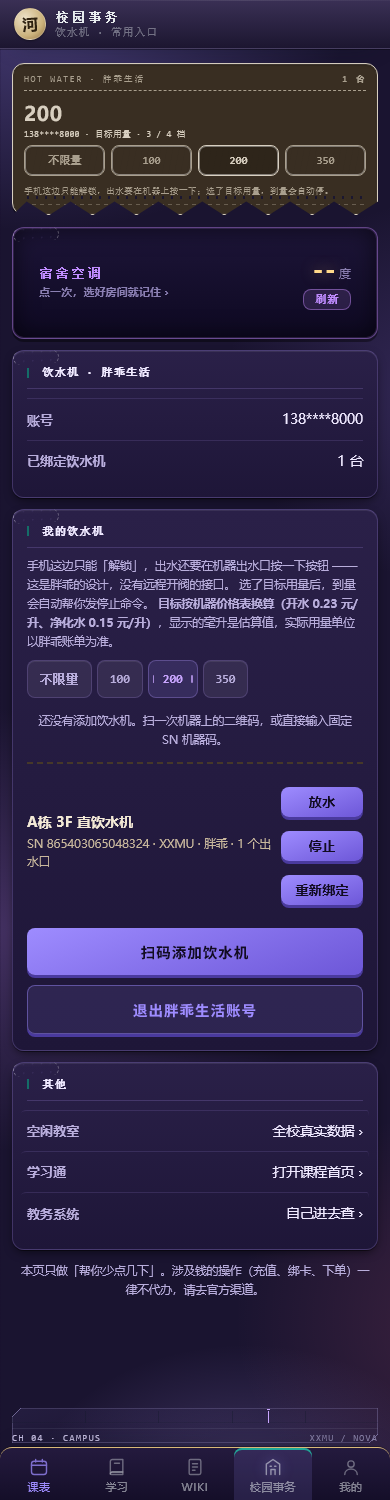 河
校园事务
饮水机 · 常用入口
HOT WATER · 胖乖生活
1 台
200
138****8000 · 目标用量 · 3 / 4 档
不限量
100
200
350
手机这边只能解锁，出水要在机器上按一下；选了目标用量，到量会自动停。
宿舍空调
点一次，选好房间就记住 ›
-- 度
刷新
饮水机 · 胖乖生活
账号
138****8000
已绑定饮水机
1 台
我的饮水机
手机这边只能「解锁」，出水还要在机器出水口按一下按钮 ——
这是胖乖的设计，没有远程开阀的接口。 选了目标用量后，到量
会自动帮你发停止命令。 目标按机器价格表换算（开水 0.23 元/
升、净化水 0.15 元/升），显示的毫升是估算值，实际用量单位
以胖乖账单为准。
不限量
100
200
350
还没有添加饮水机。扫一次机器上的二维码，或直接输入固定
SN 机器码。
A栋 3F 直饮水机
SN 865403065048324 · XXMU · 胖乖 · 1 个出
水口
放水
停止
重新绑定
扫码添加饮水机
退出胖乖生活账号
其他
空闲教室
全校真实数据 ›
学习通
打开课程首页 ›
教务系统
自己进去查 ›
本页只做「帮你少点几下」。涉及钱的操作（充值、绑卡、下单）一
律不代办，请去官方渠道。
CH 04 · CAMPUS
XXMU / NOVA
课表
学习
WIKI
校园事务
我的